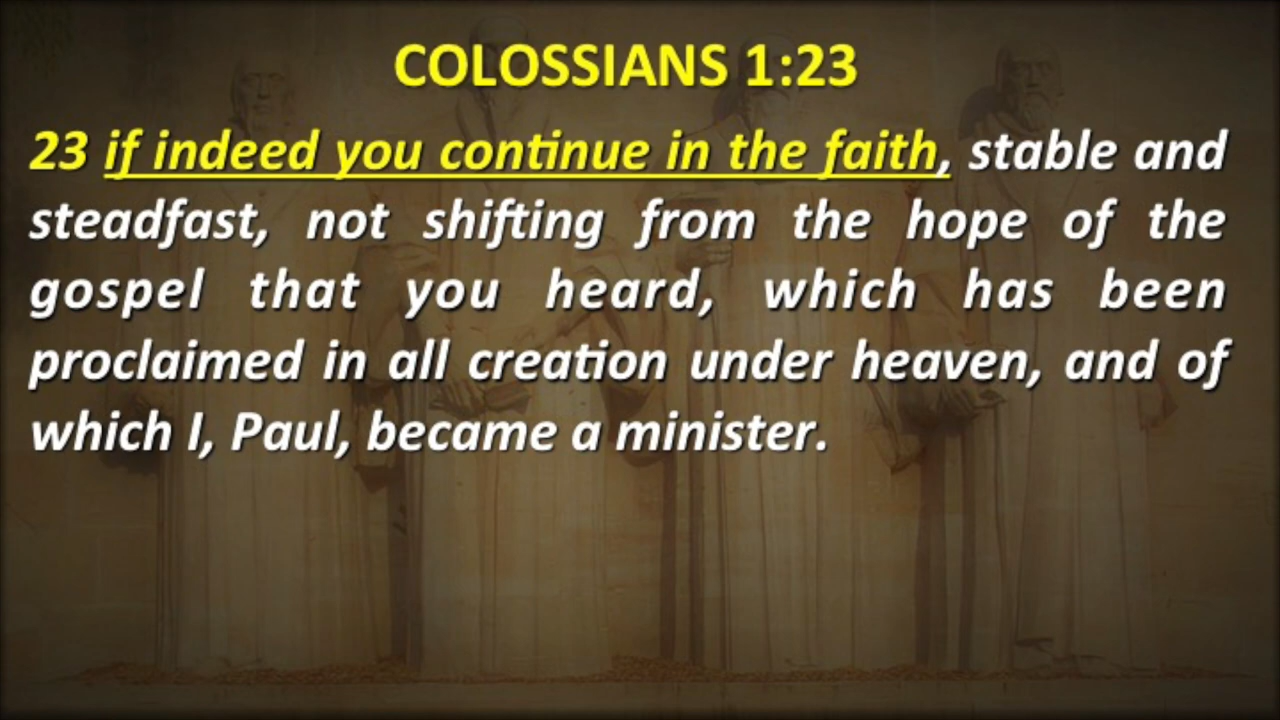 COLOSSIANS 1:23
23 if indeed you continue in the faith, stable and
steadfast, not shifting from the hope of the
gospel that you heard, which has been
proclaimed in all creation under heaven, and of
which I, Paul, became a minister.